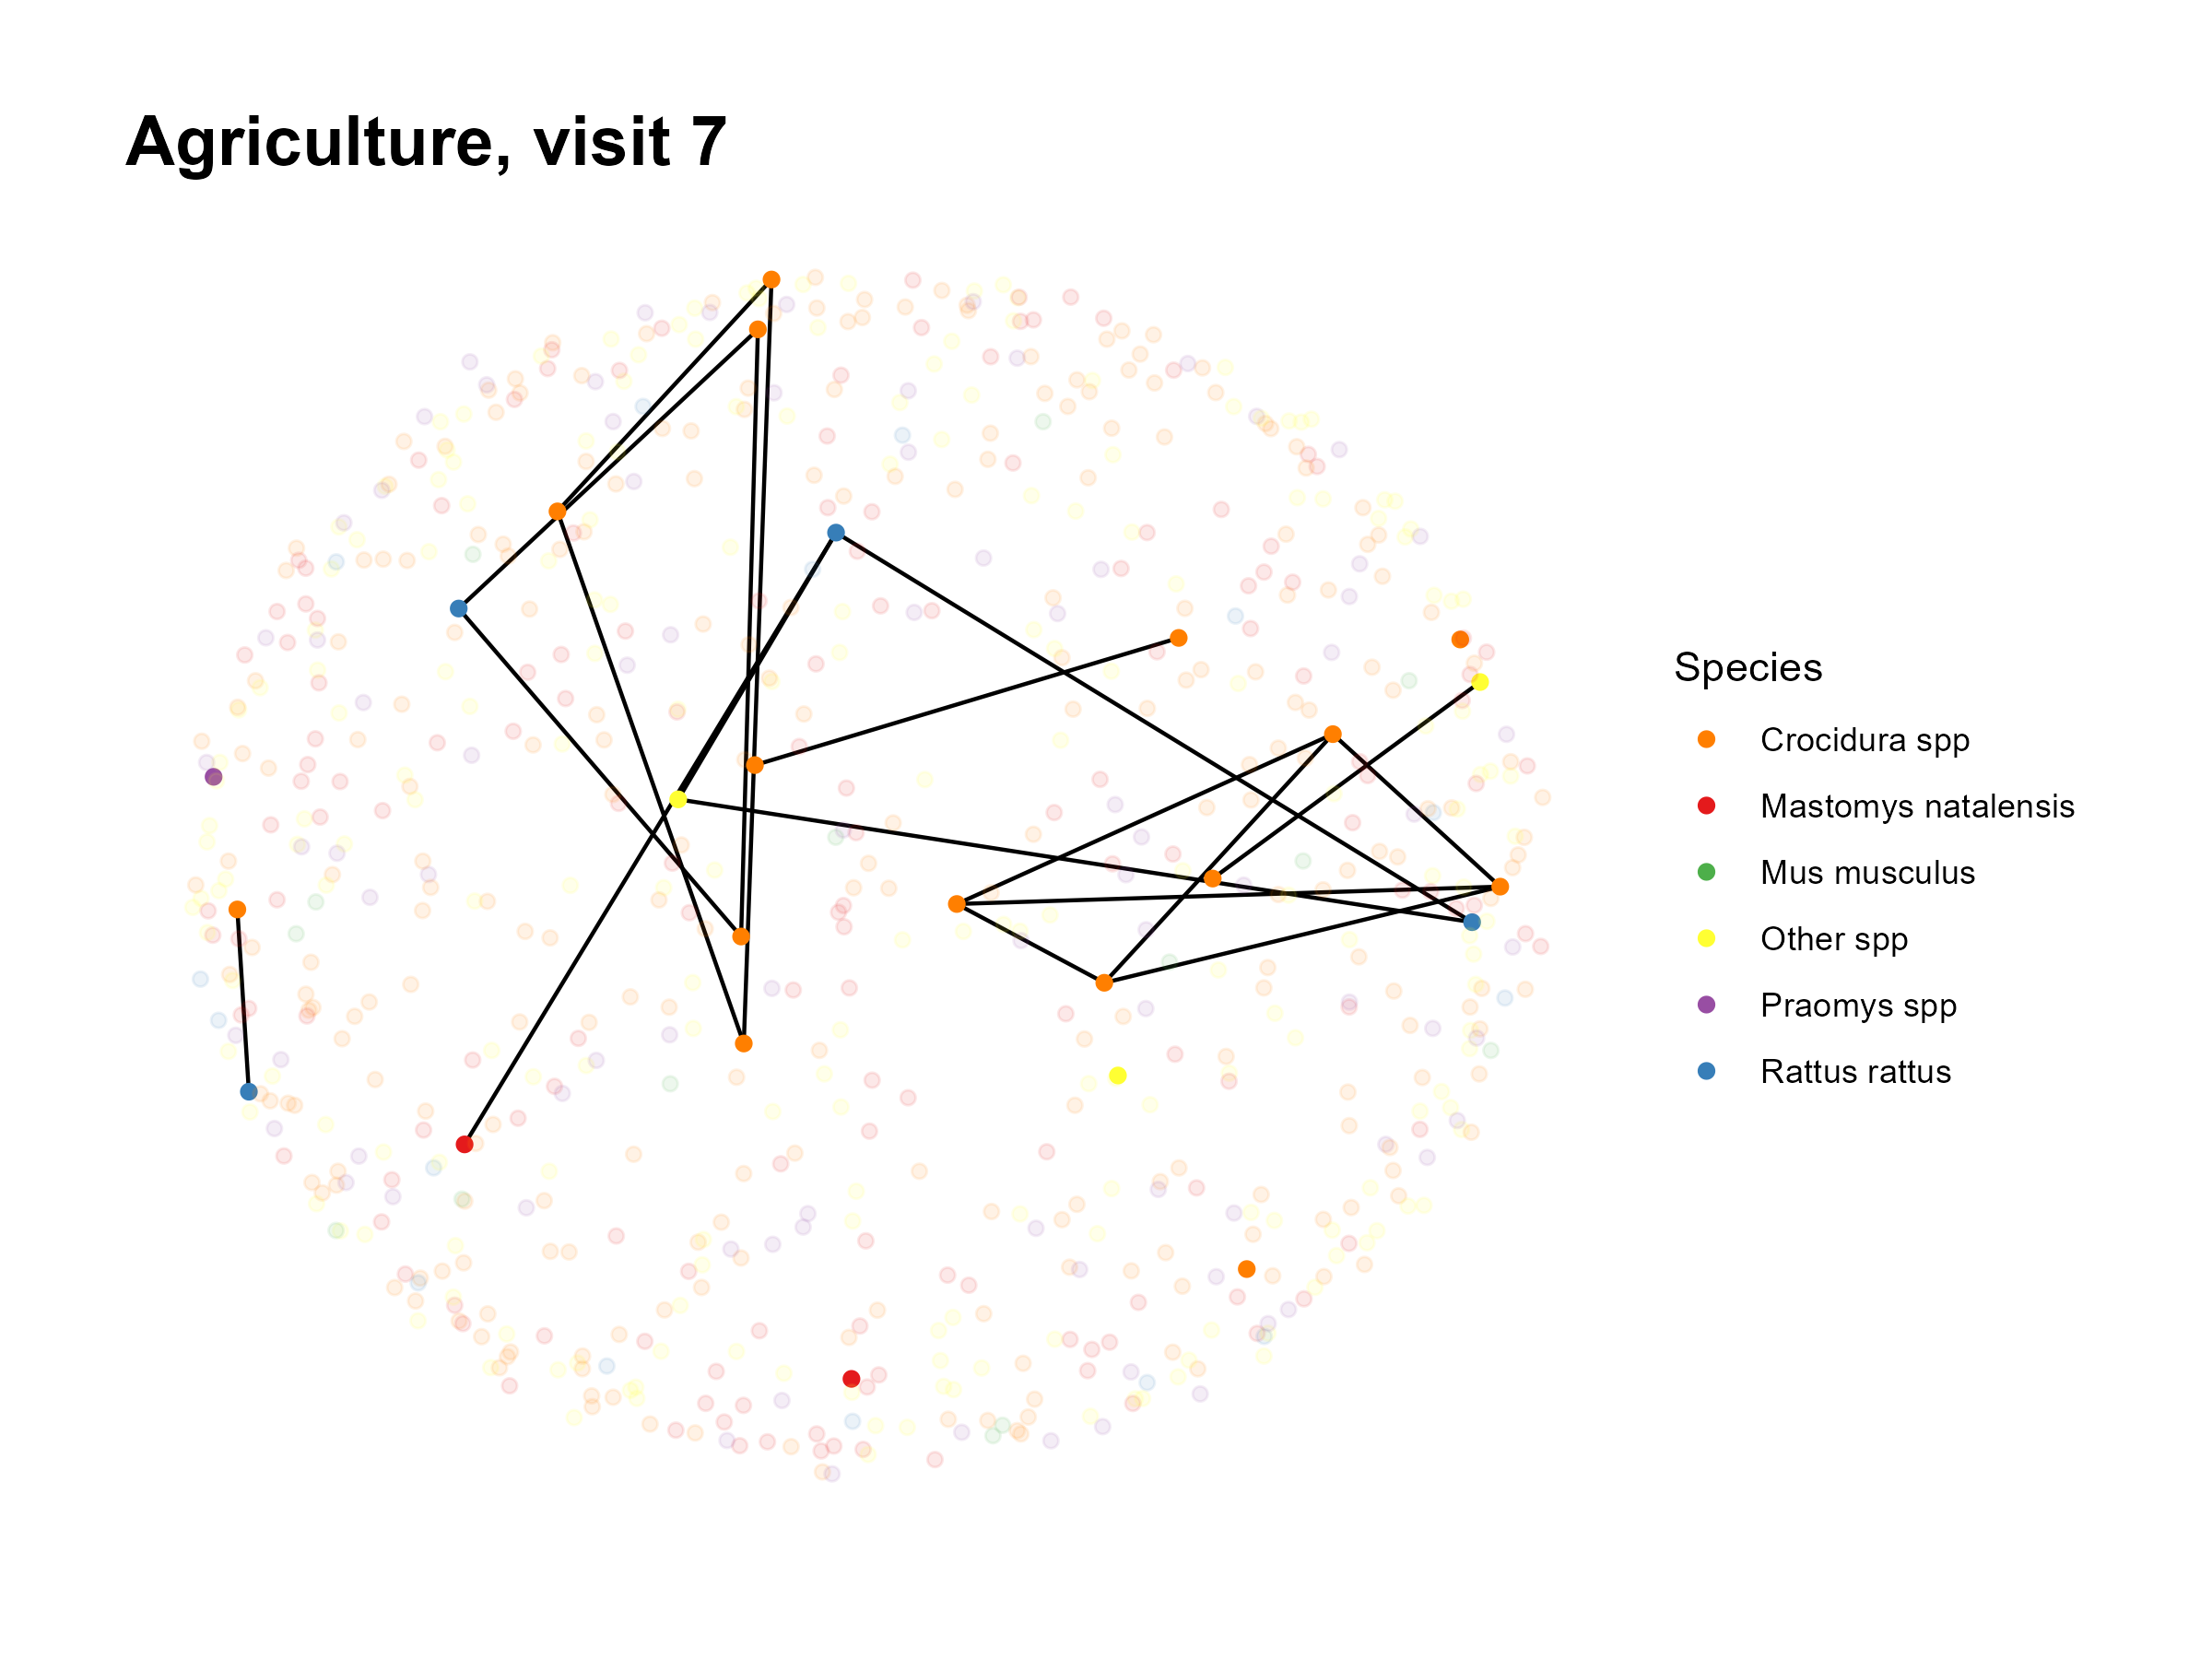 Agriculture, visit 7
Species
Crocidura spp
Mastomys natalensis
Mus musculus
Other spp
Praomys spp
Rattus rattus